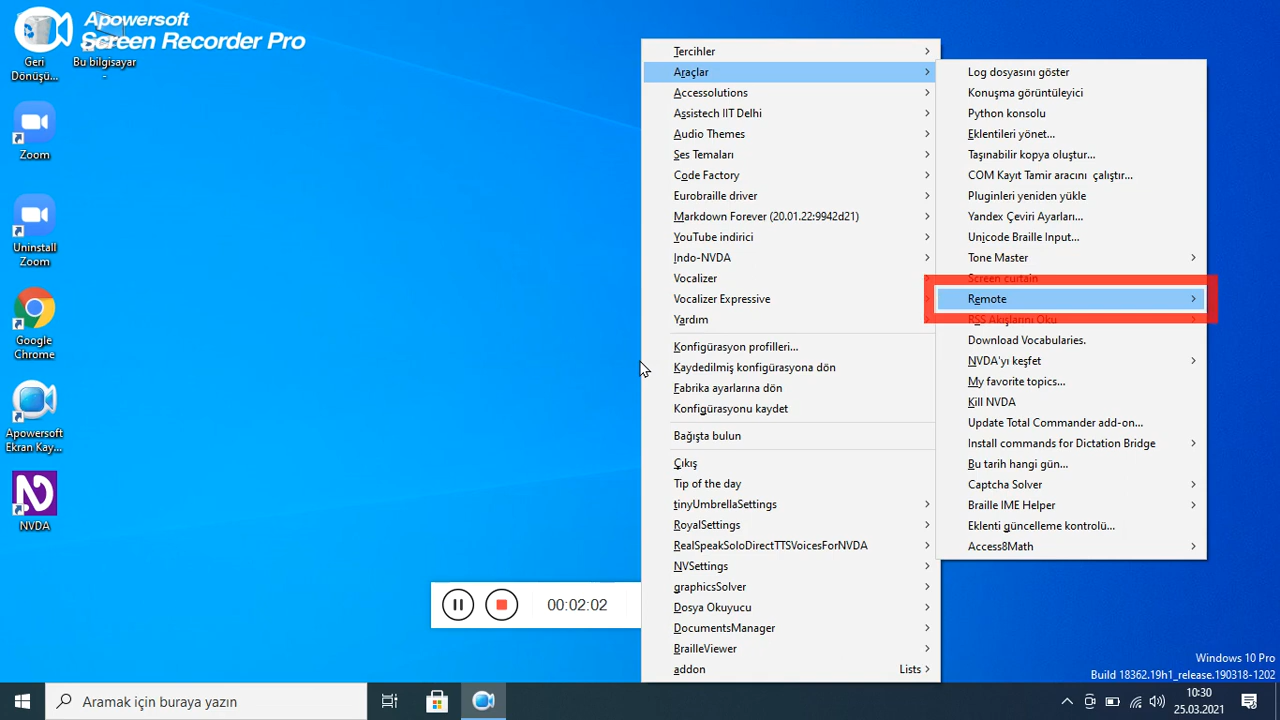 Apowersoft
Screen Recorder Pro
Geri
Dönüşü...
Bu bilgisayar
-
Zoom
Uninstall
Zoom
Google
Chrome
Apowersoft
Ekran Kay...
NVDA
Tercihler
Araçlar
Accessolutions
Assistech IIT Delhi
Audio Themes
Ses Temaları
Code Factory
Eurobraille driver
Markdown Forever (20.01.22:9942d21)
YouTube indirici
Indo-NVDA
Vocalizer
Vocalizer Expressive
Yardım
Konfigürasyon profilleri...
Kaydedilmiş konfigürasyona dön
Fabrika ayarlarına dön
Konfigürasyonu kaydet
Bağışta bulun
Çıkış
Tip of the day
tinyUmbrellaSettings
RoyalSettings
RealSpeakSoloDirectTTSVoicesForNVDA
NVSettings
graphicsSolver
Dosya Okuyucu
DocumentsManager
BrailleViewer
addon Lists
Log dosyasını göster
Konuşma görüntüleyici
Python konsolu
Eklentileri yönet...
Taşınabilir kopya oluştur...
COM Kayıt Tamir aracını çalıştır...
Pluginleri yeniden yükle
Yandex Çeviri Ayarları...
Unicode Braille Input...
Tone Master
Screen curtain
Remote
RSS Akışlarını Oku
Download Vocabularies.
NVDA'yı keşfet
My favorite topics...
Kill NVDA
Update Total Commander add-on...
Install commands for Dictation Bridge
Bu tarih hangi gün...
Captcha Solver
Braille IME Helper
Eklenti güncelleme kontrolü...
Access8Math
00:02:02
Windows 10 Pro
Build 18362.19h1_release.190318-1202
Aramak için buraya yazın
10:30
25.03.2021